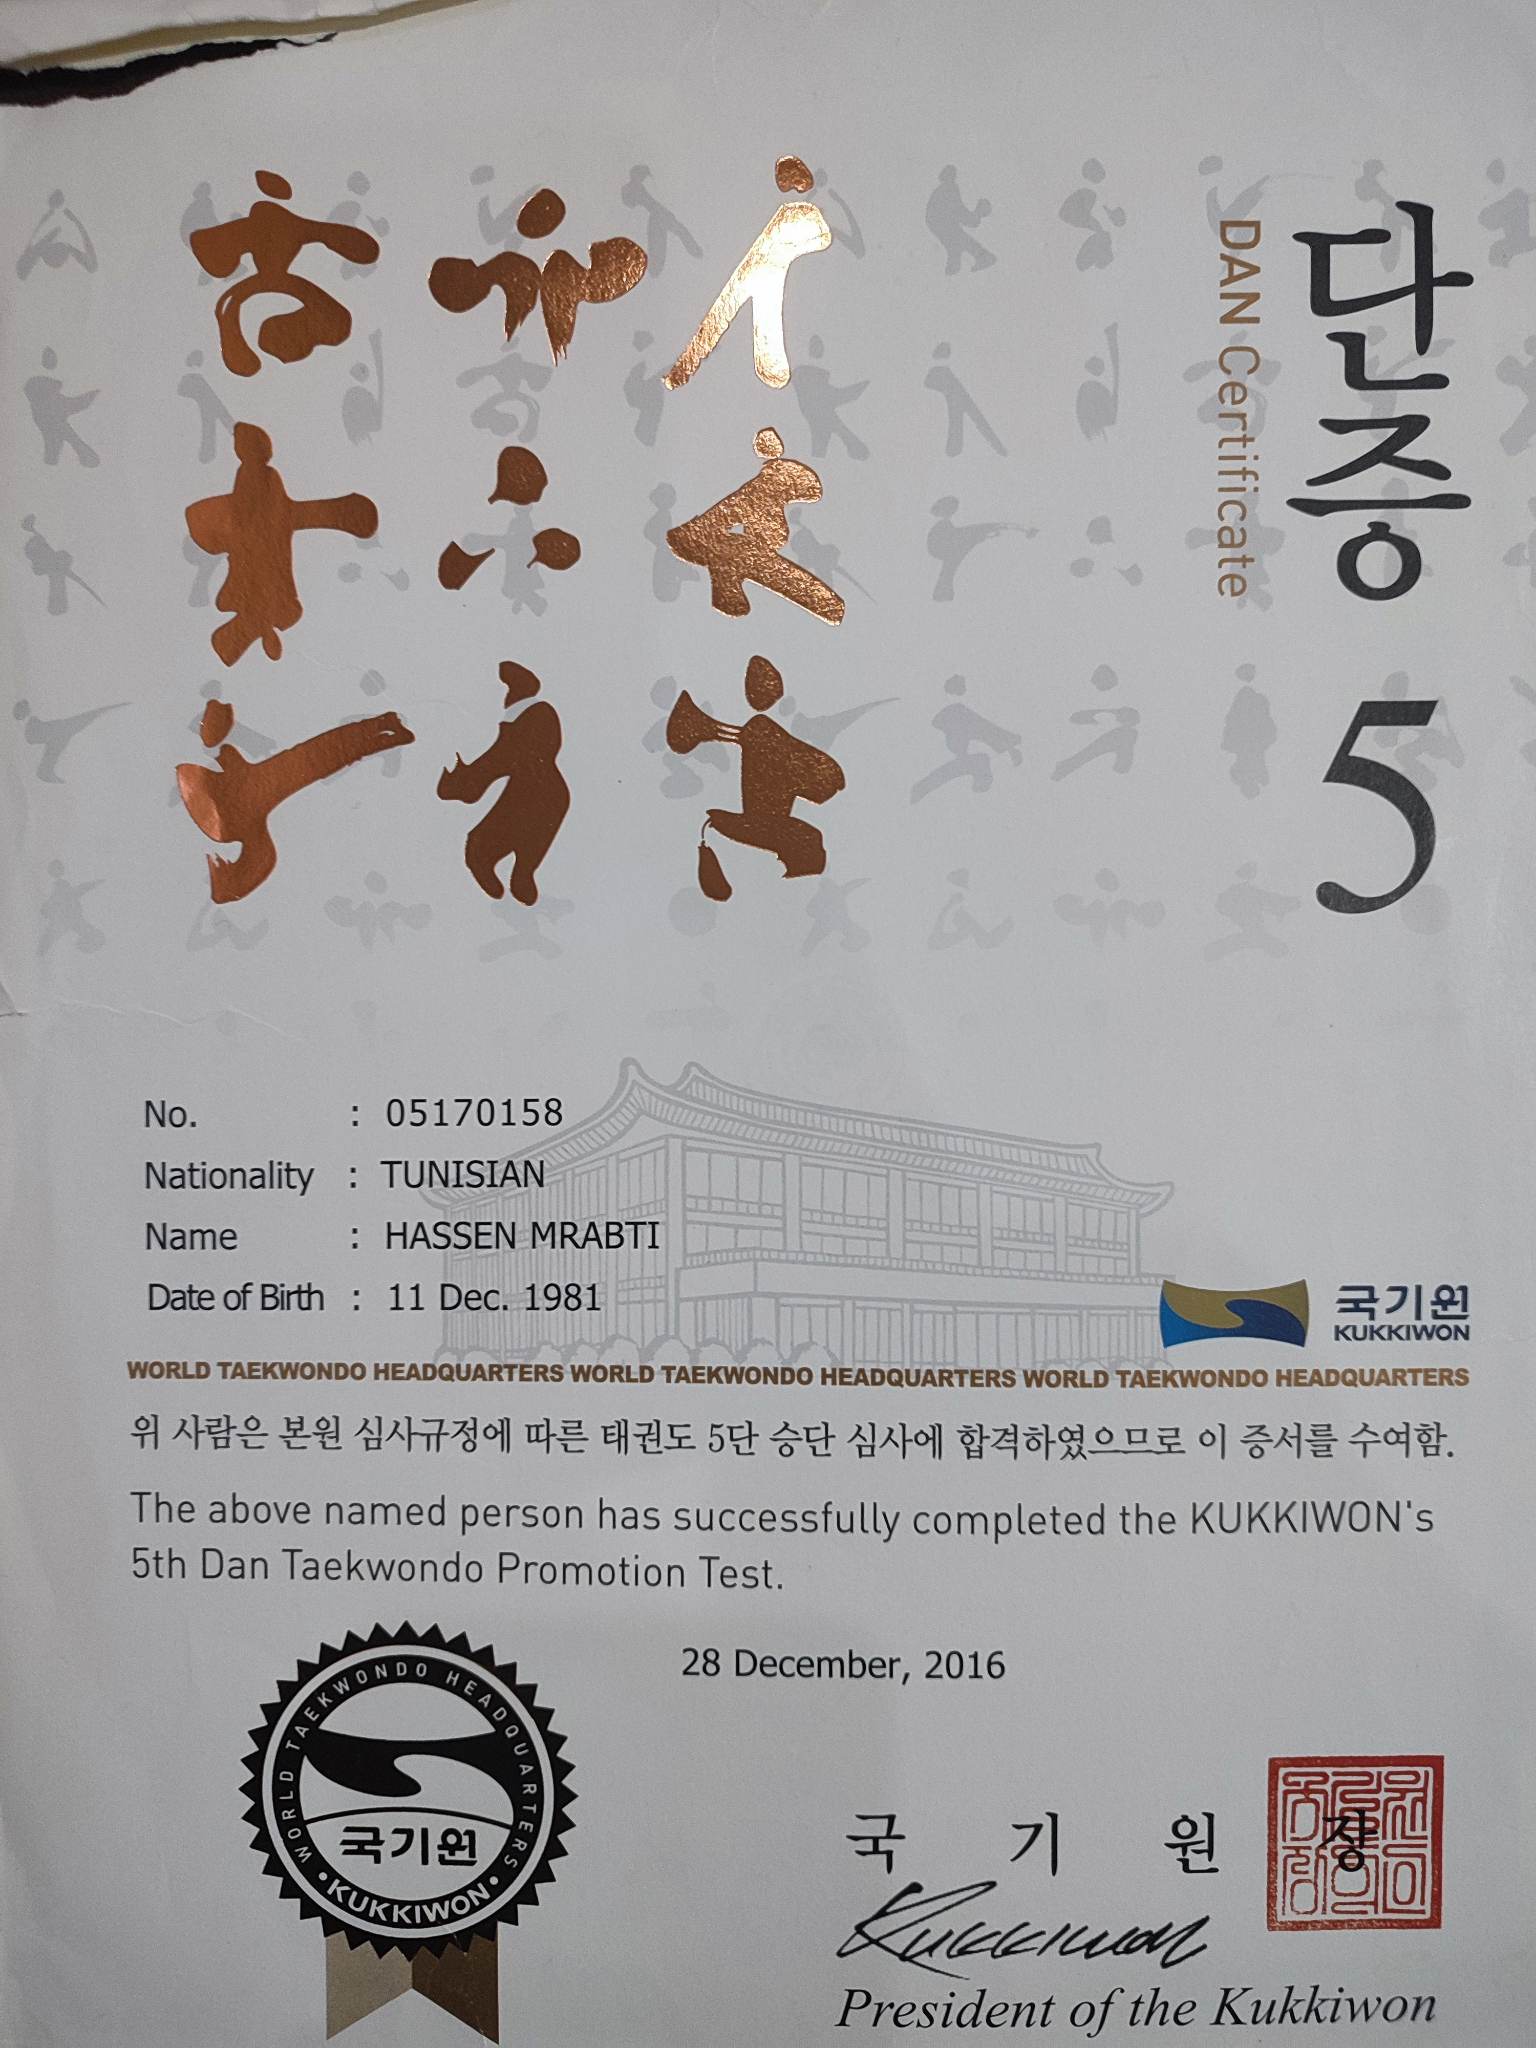 단증 5
DAN Certificate
No. : 05170158
Nationality : TUNISIAN
Name : HASSEN MRABTI
Date of Birth : 11 Dec. 1981
국기원
KUKKIWON
WORLD TAEKWONDO HEADQUARTERS WORLD TAEKWONDO HEADQUARTERS WORLD TAEKWONDO HEADQUARTERS
위 사람은 본원 심사규정에 따른 태권도 5단 승단 심사에 합격하였으므로 이 증서를 수여함.
The above named person has successfully completed the KUKKIWON's
5th Dan Taekwondo Promotion Test.
28 December, 2016
WORLD TAEKWONDO HEADQUARTERS
국기원
• KUKKIWON •
국 기 원 장
Kukkiwon
President of the Kukkiwon